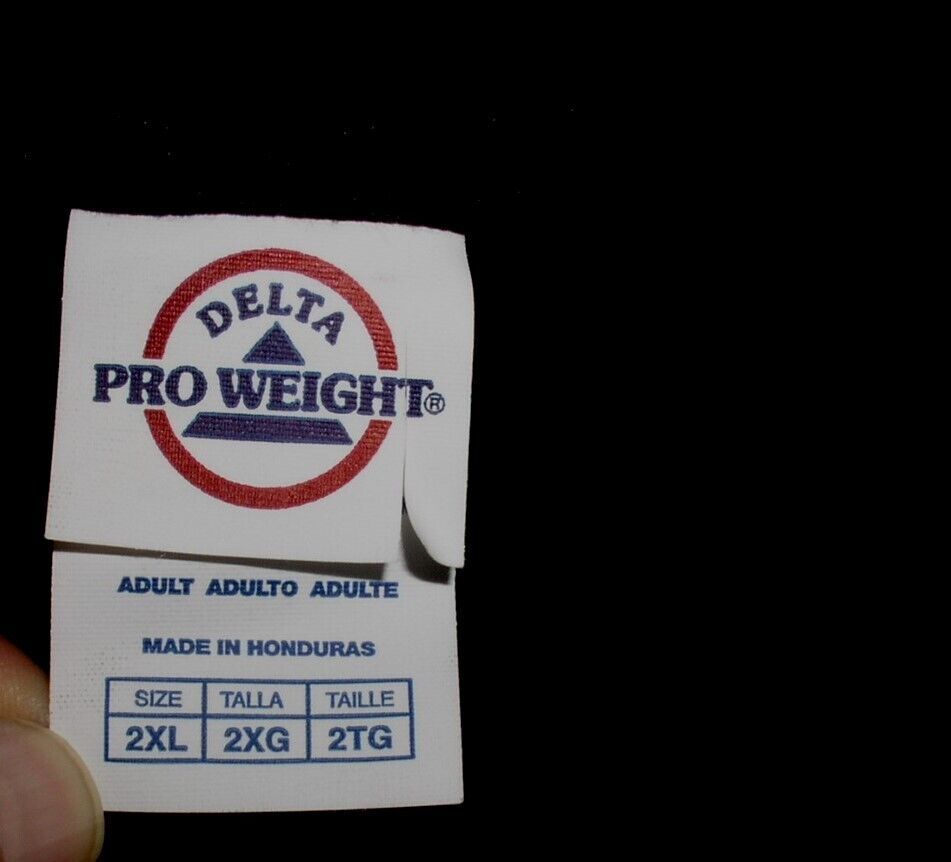 DELTA
PRO WEIGHT®
ADULT ADULTO ADULTE
MADE IN HONDURAS
SIZE TALLA TAILLE
2XL 2XG 2TG